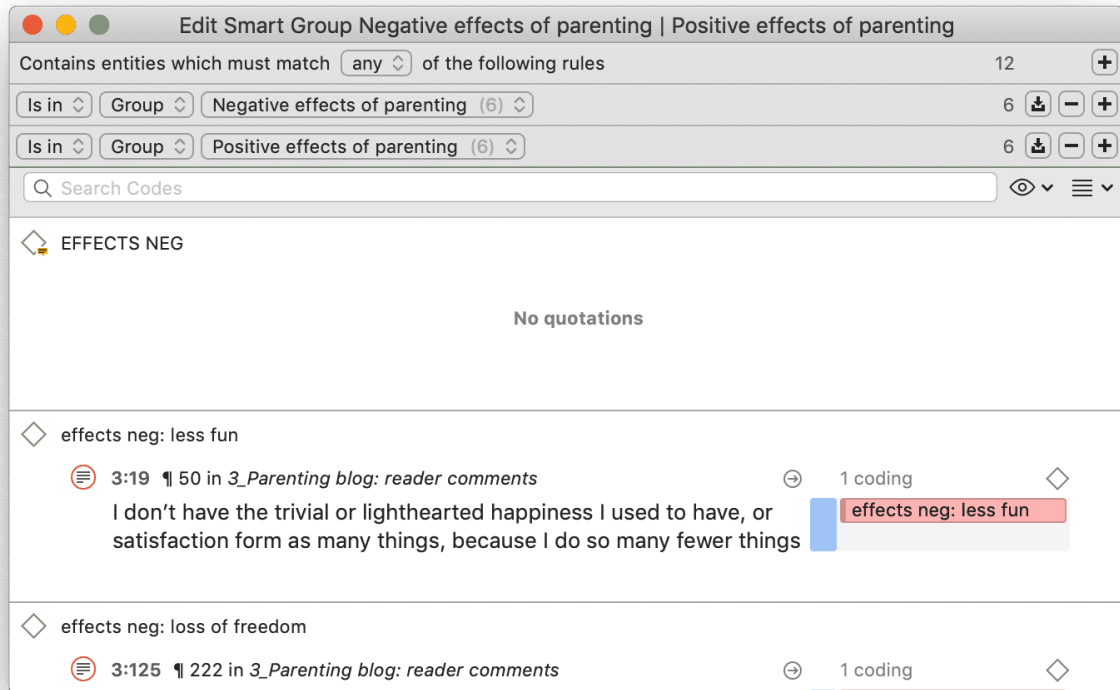 Edit Smart Group Negative effects of parenting | Positive effects of parenting
Contains entities which must match any of the following rules 12
Is in Group Negative effects of parenting (6) 6
Is in Group Positive effects of parenting (6) 6
Search Codes
EFFECTS NEG
No quotations
effects neg: less fun
3:19 ¶ 50 in 3_Parenting blog: reader comments 1 coding
I don’t have the trivial or lighthearted happiness I used to have, or effects neg: less fun
satisfaction form as many things, because I do so many fewer things
effects neg: loss of freedom
3:125 ¶ 222 in 3_Parenting blog: reader comments 1 coding